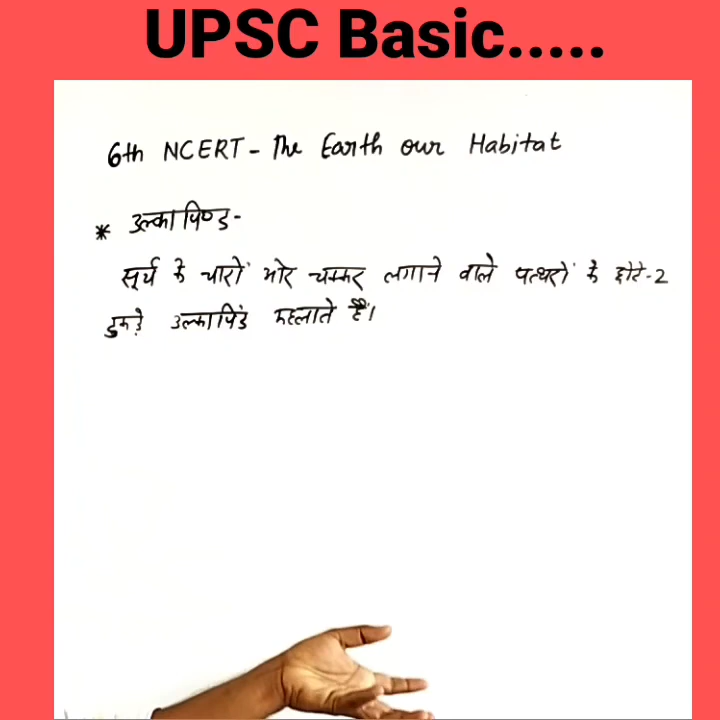 UPSC Basic.....
6th NCERT - The Earth our Habitat
* उल्कापिण्ड-
सूर्य के चारों ओर चक्कर लगाने वाले पत्थरों के छोटे-2
टुकड़े उल्कापिंड कहलाते हैं।